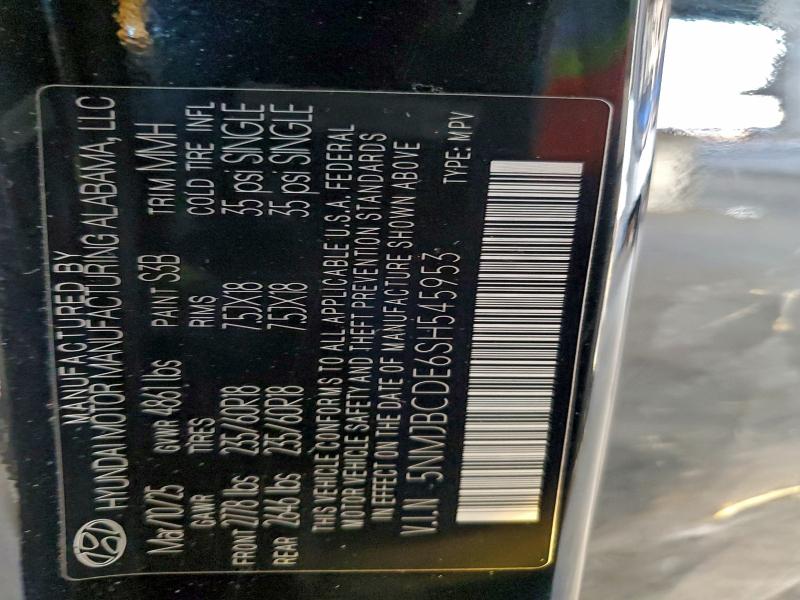 MANUFACTURED BY
HYUNDAI MOTOR MANUFACTURING ALABAMA, LLC
Mar/10/25 GVWR 4861 lbs PAINT S3B TRIM MMH
GAWR TIRES RIMS COLD TIRE INFL
FRONT 2778 lbs 235/60R18 7.5JX18 35 psi SINGLE
REAR 2646 lbs 235/60R18 7.5JX18 35 psi SINGLE
THIS VEHICLE CONFORMS TO ALL APPLICABLE U.S.A. FEDERAL
MOTOR VEHICLE SAFETY AND THEFT PREVENTION STANDARDS
IN EFFECT ON THE DATE OF MANUFACTURE SHOWN ABOVE
V.I.N - 5NMJBCDE6SH545953 TYPE: MPV